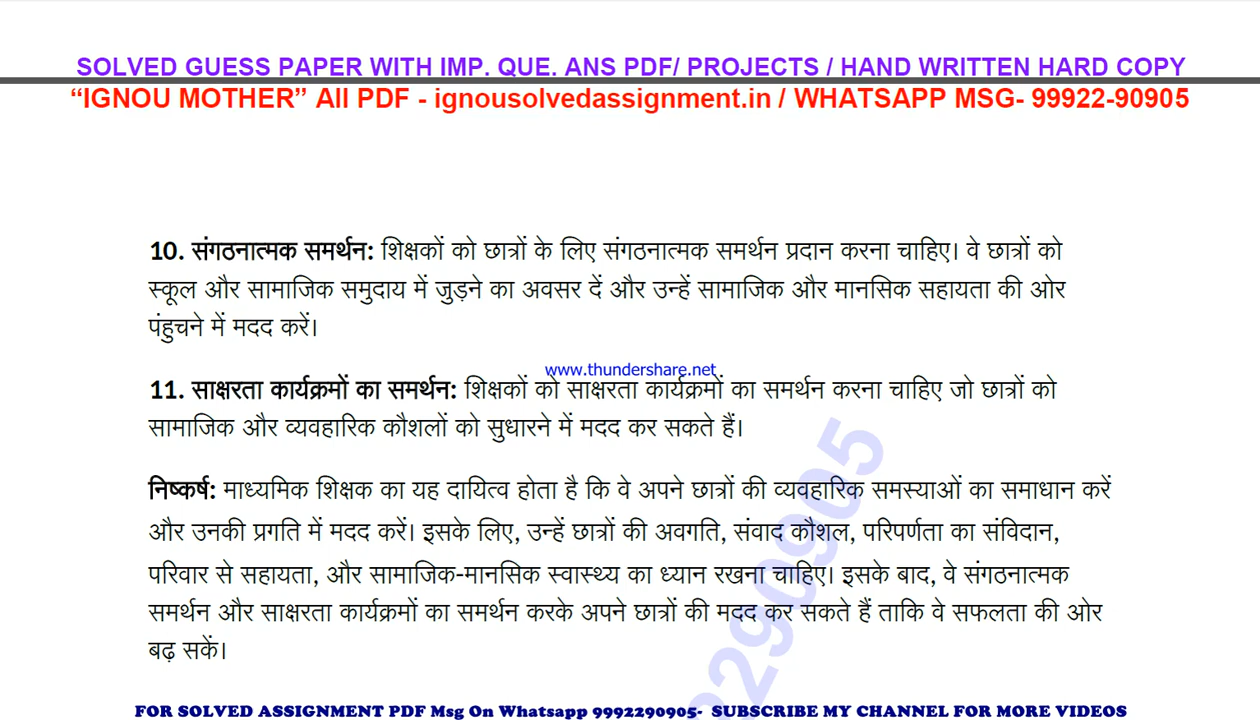 SOLVED GUESS PAPER WITH IMP. QUE. ANS PDF/ PROJECTS / HAND WRITTEN HARD COPY
“IGNOU MOTHER” All PDF - ignousolvedassignment.in / WHATSAPP MSG- 99922-90905
10. संगठनात्मक समर्थन: शिक्षकों को छात्रों के लिए संगठनात्मक समर्थन प्रदान करना चाहिए। वे छात्रों को
स्कूल और सामाजिक समुदाय में जुड़ने का अवसर दें और उन्हें सामाजिक और मानसिक सहायता की ओर
पंहुचने में मदद करें।
www.thundershare.net
11. साक्षरता कार्यक्रमों का समर्थन: शिक्षकों को साक्षरता कार्यक्रमों का समर्थन करना चाहिए जो छात्रों को
सामाजिक और व्यवहारिक कौशलों को सुधारने में मदद कर सकते हैं।
निष्कर्ष: माध्यमिक शिक्षक का यह दायित्व होता है कि वे अपने छात्रों की व्यवहारिक समस्याओं का समाधान करें
और उनकी प्रगति में मदद करें। इसके लिए, उन्हें छात्रों की अवगति, संवाद कौशल, परिपर्णता का संविदान,
परिवार से सहायता, और सामाजिक-मानसिक स्वास्थ्य का ध्यान रखना चाहिए। इसके बाद, वे संगठनात्मक
समर्थन और साक्षरता कार्यक्रमों का समर्थन करके अपने छात्रों की मदद कर सकते हैं ताकि वे सफलता की ओर
बढ़ सकें।
2290905
FOR SOLVED ASSIGNMENT PDF Msg On Whatsapp 9992290905- SUBSCRIBE MY CHANNEL FOR MORE VIDEOS